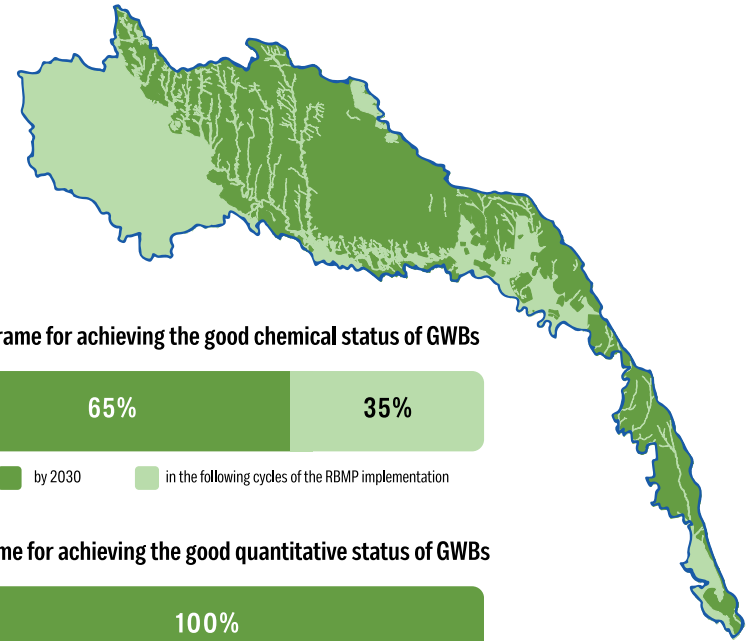 rame for achieving the good chemical status of GWBs
65%
35%
by 2030
in the following cycles of the RBMP implementation
me for achieving the good quantitative status of GWBs
100%